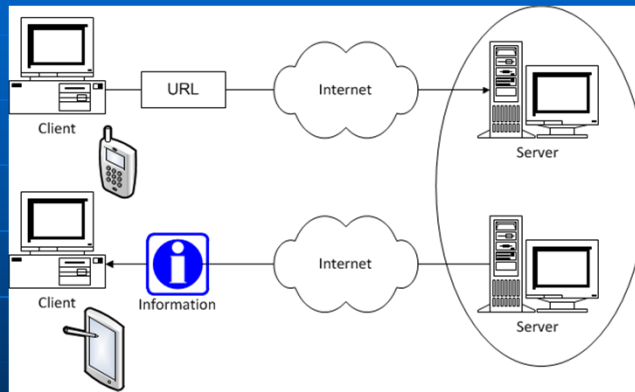 URL
Internet
Client
Server
Internet
Client
Information
Server